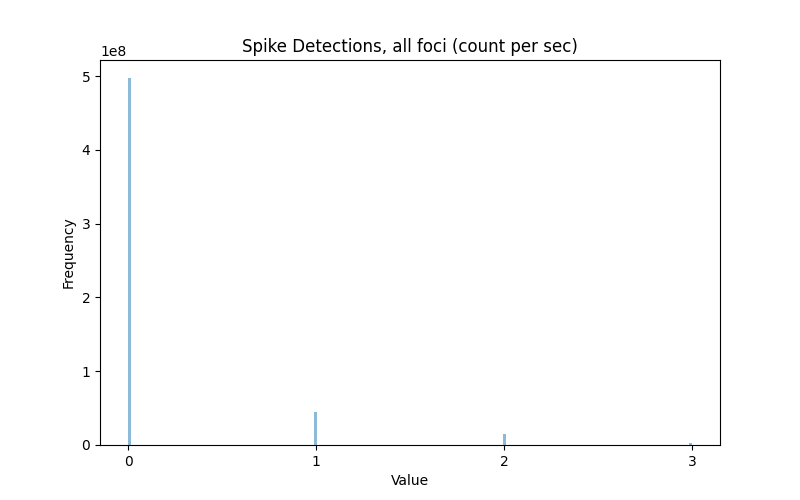 Spike Detections, all foci (count per sec)
1e8
5
4
3
2
1
0
Frequency
0 1 2 3
Value